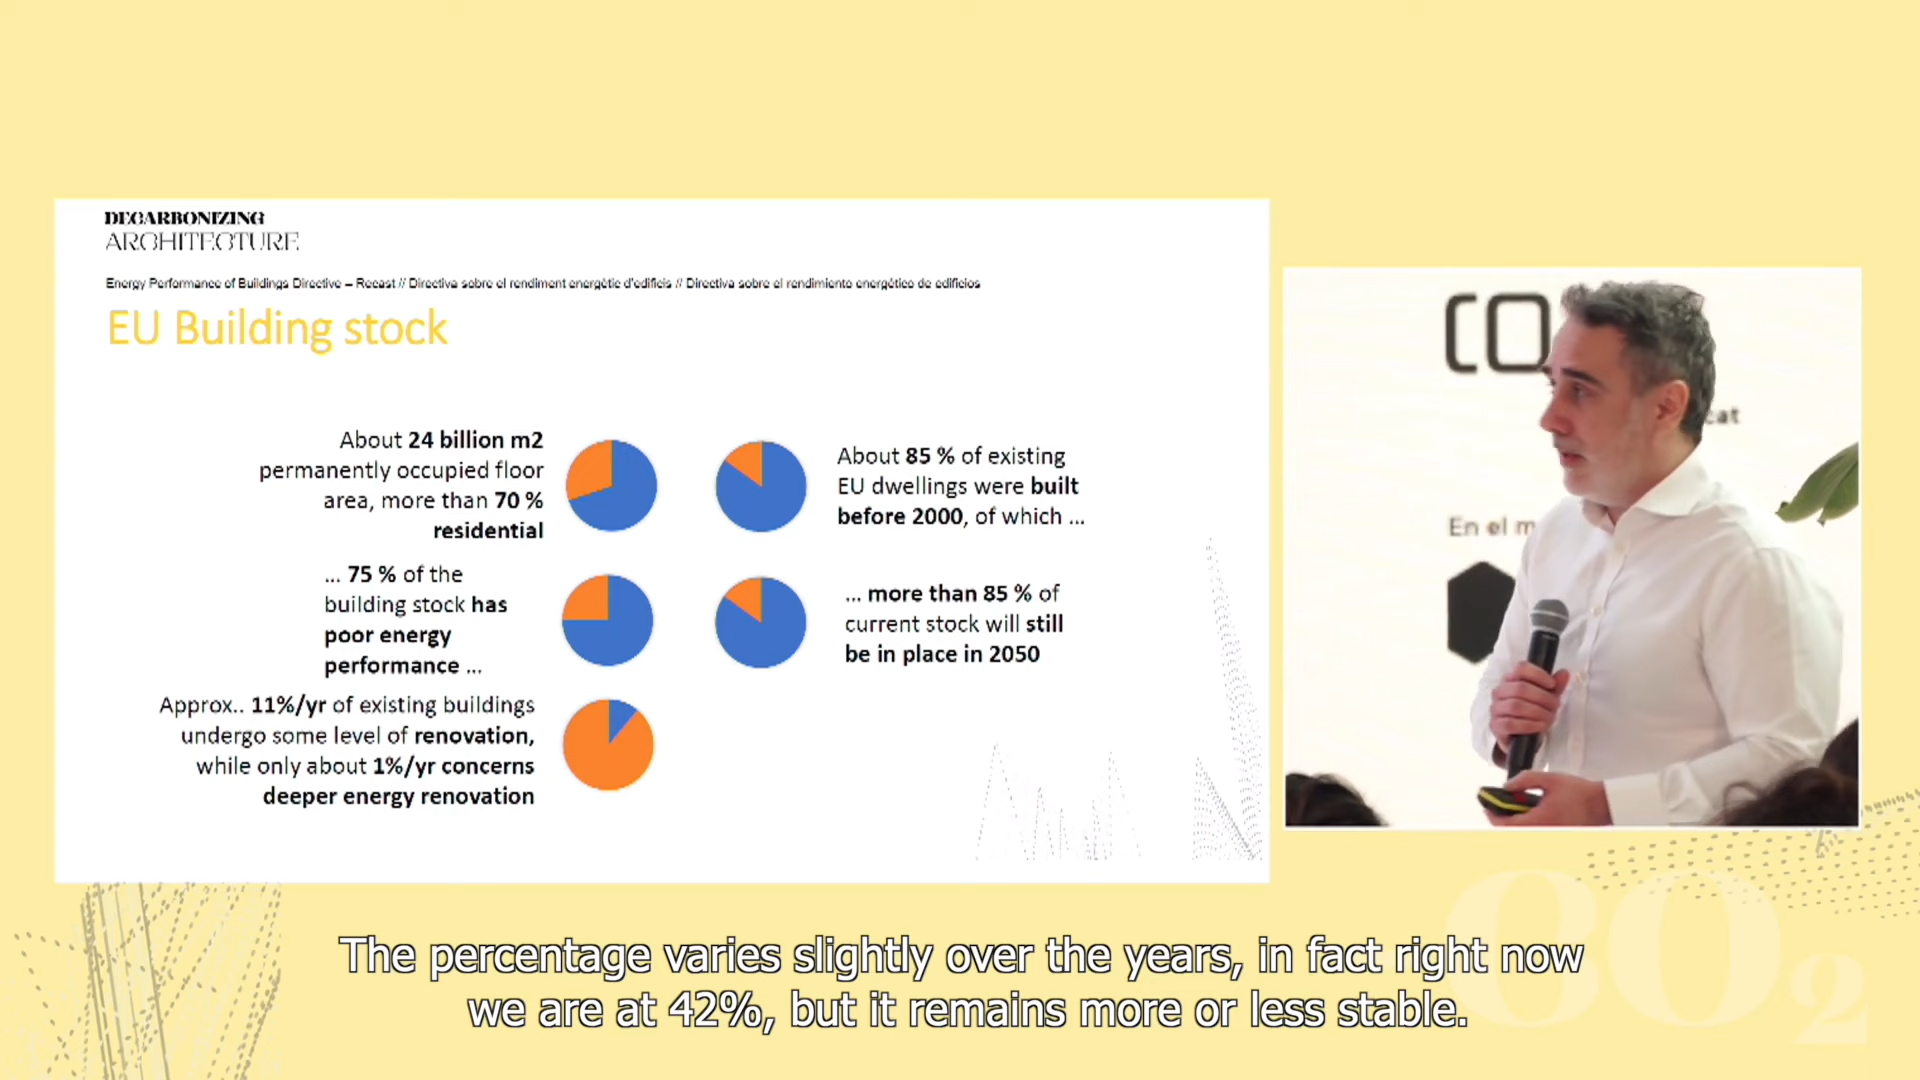 DECARBONIZING
ARCHITECTURE
Energy Performance of Buildings Directive – Recast // Directiva sobre el rendiment energètic d'edificis // Directiva sobre el rendimiento energético de edificios
EU Building stock
About 24 billion m2
permanently occupied floor
area, more than 70 %
residential
About 85 % of existing
EU dwellings were built
before 2000, of which ...
... 75 % of the
building stock has
poor energy
performance ...
... more than 85 % of
current stock will still
be in place in 2050
Approx.. 11%/yr of existing buildings
undergo some level of renovation,
while only about 1%/yr concerns
deeper energy renovation
CO
cat
En el m
CO2
The percentage varies slightly over the years, in fact right now
we are at 42%, but it remains more or less stable.